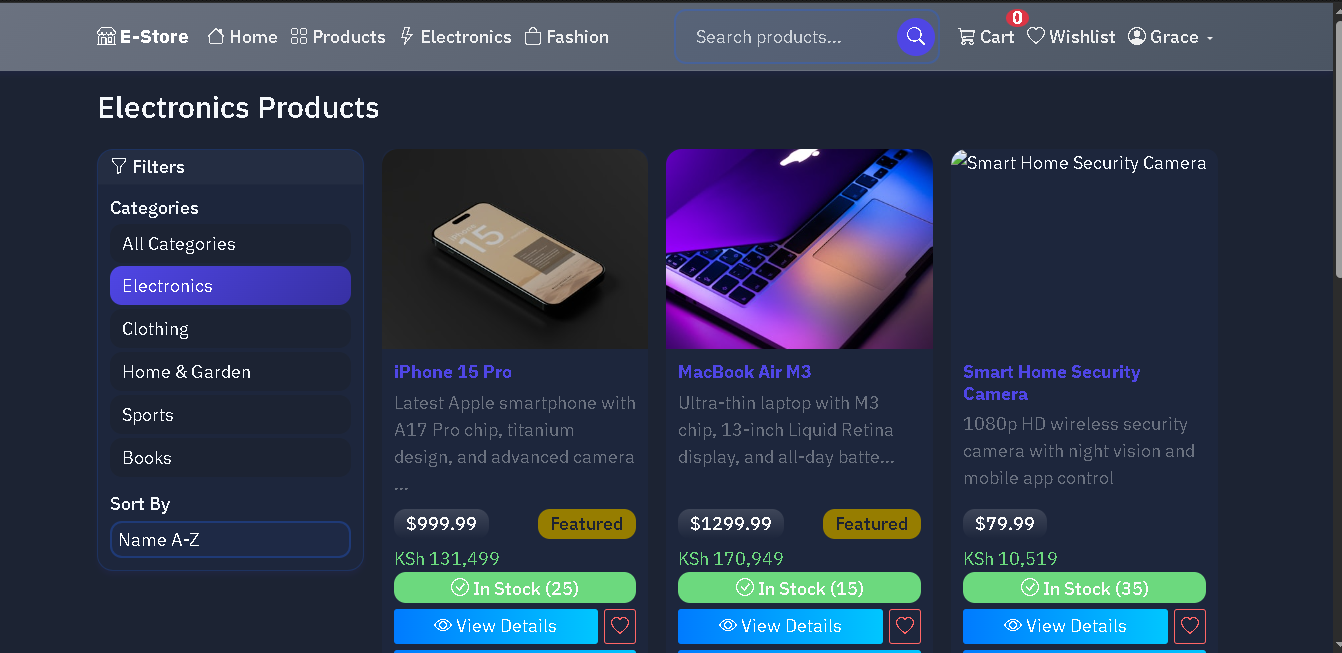 E-Store Home Products Electronics Fashion Search products... Cart 0 Wishlist Grace
Electronics Products
Filters
Categories
All Categories
Electronics
Clothing
Home & Garden
Sports
Books
Sort By
Name A-Z
15
iPhone 15 Pro
Latest Apple smartphone with
A17 Pro chip, titanium
design, and advanced camera
...
$999.99 Featured
KSh 131,499
In Stock (25)
View Details
MacBook Air M3
Ultra-thin laptop with M3
chip, 13-inch Liquid Retina
display, and all-day batte...
$1299.99 Featured
KSh 170,949
In Stock (15)
View Details
Smart Home Security Camera
Smart Home Security
Camera
1080p HD wireless security
camera with night vision and
mobile app control
$79.99
KSh 10,519
In Stock (35)
View Details